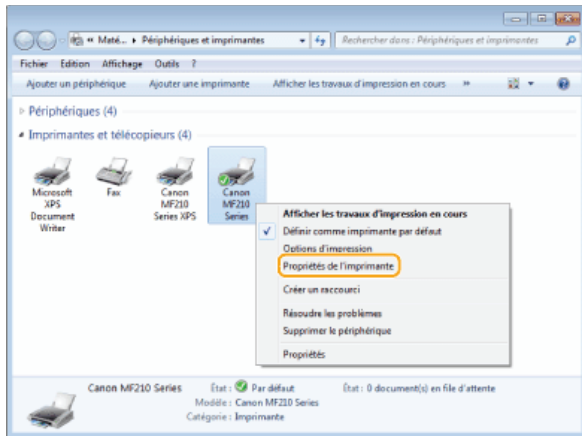 « Maté... ▸ Périphériques et imprimantes
Rechercher dans : Périphériques et imprimantes
Fichier Edition Affichage Outils ?
Ajouter un périphérique Ajouter une imprimante Afficher les travaux d'impression en cours »
Périphériques (4)
Imprimantes et télécopieurs (4)
Microsoft XPS Document Writer
Fax
Canon MF210 Series XPS
Canon MF210 Series
Afficher les travaux d'impression en cours
Définir comme imprimante par défaut
Options d'impression
Propriétés de l'imprimante
Créer un raccourci
Résoudre les problèmes
Supprimer le périphérique
Propriétés
Canon MF210 Series État : Par défaut État : 0 document(s) en file d'attente
Modèle : Canon MF210 Series
Catégorie : Imprimante